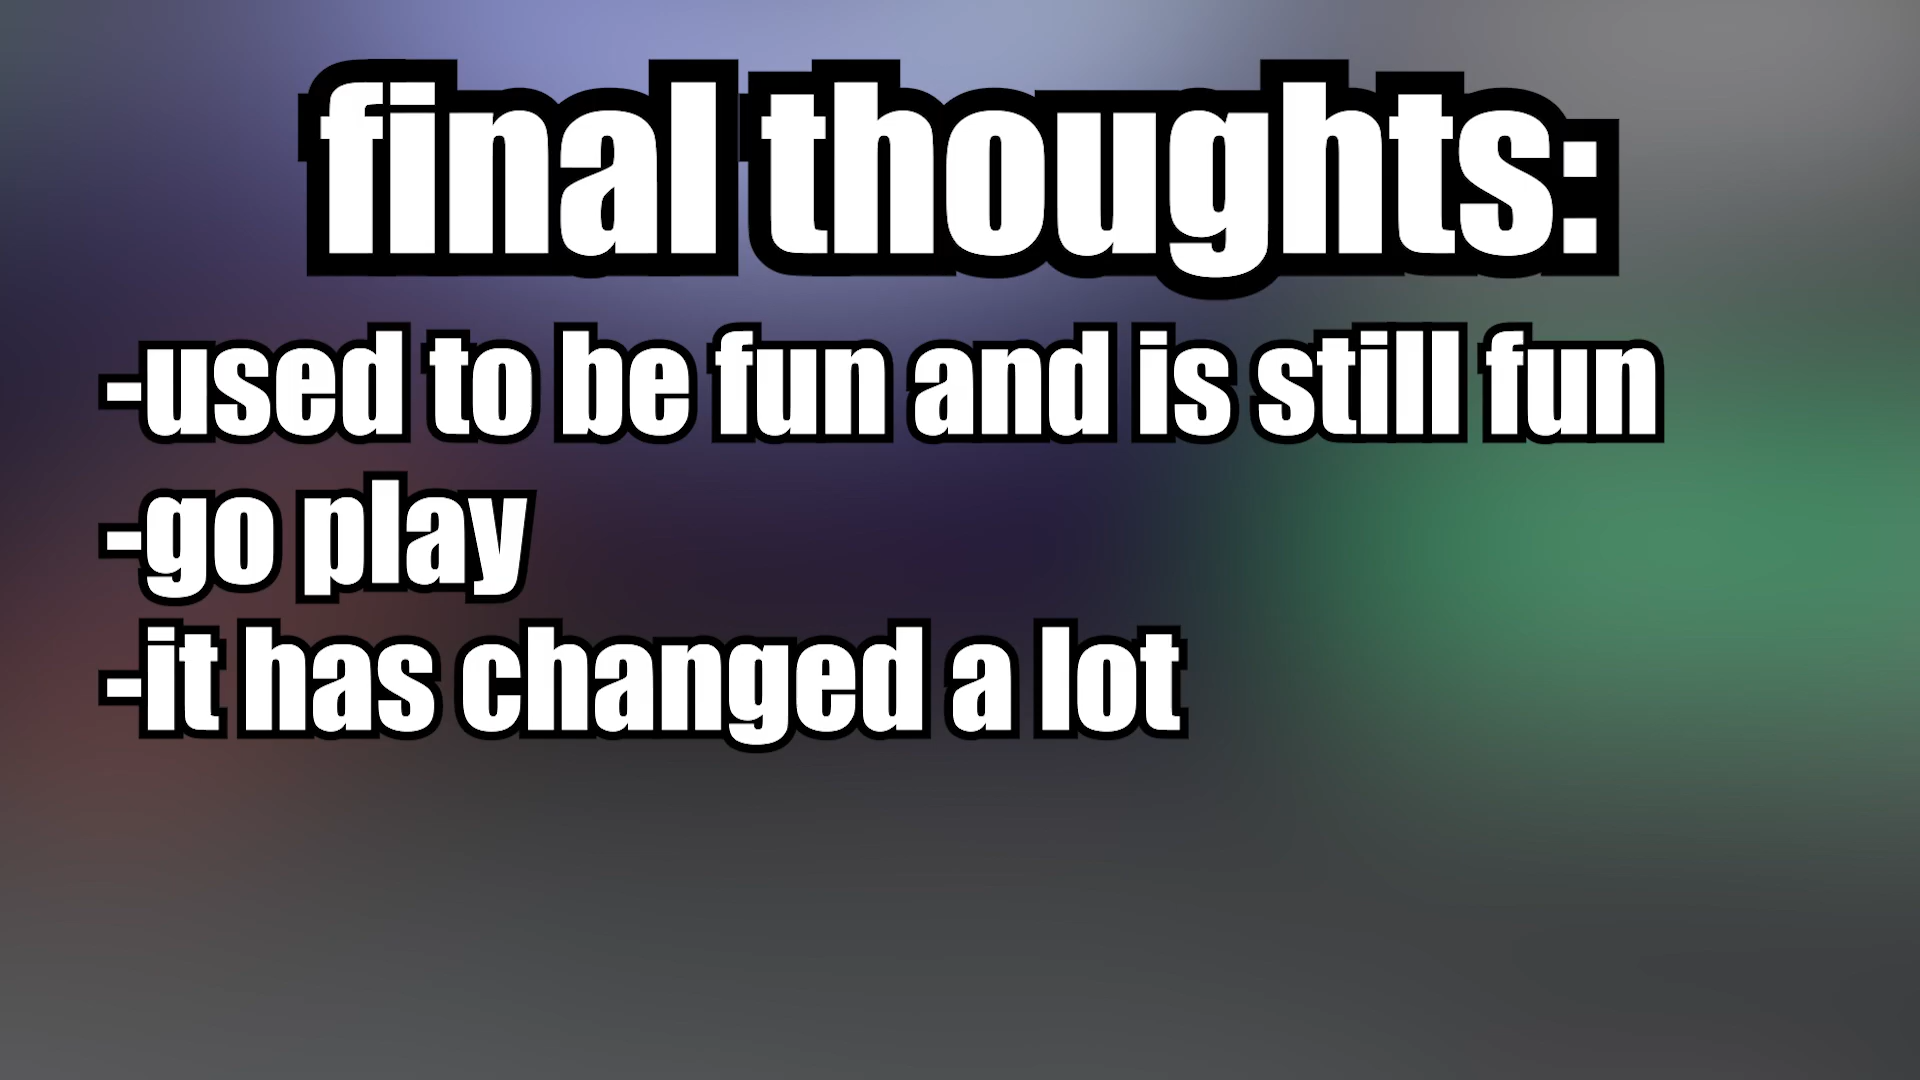 final thoughts:
-used to be fun and is still fun
-go play
-it has changed a lot